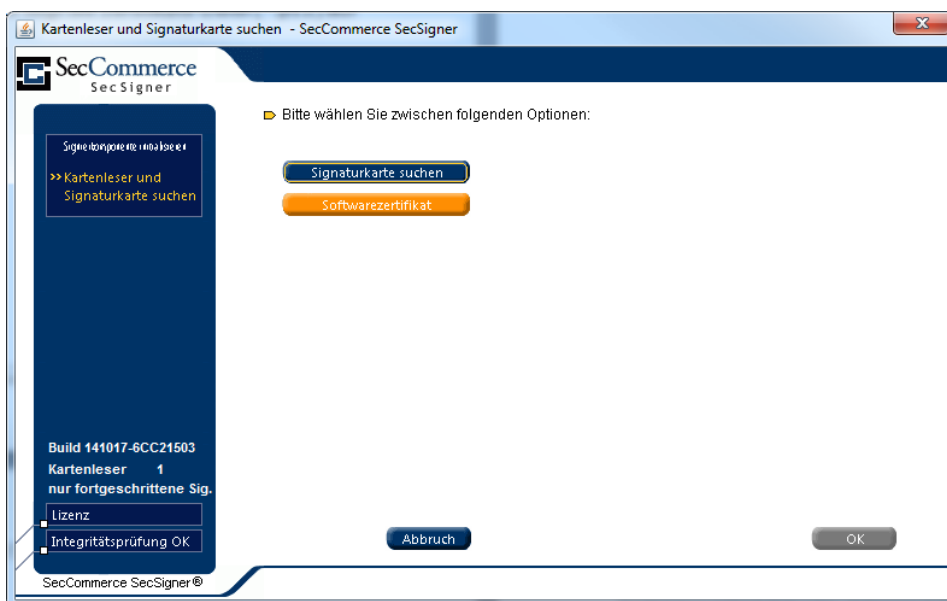 Kartenleser und Signaturkarte suchen - SecCommerce SecSigner
SecCommerce
SecSigner
Bitte wählen Sie zwischen folgenden Optionen:
Signaturkarte suchen
Softwarezertifikat
>> Kartenleser und
Signaturkarte suchen
Build 141017-6CC21503
Kartenleser 1
nur fortgeschrittene Sig.
Lizenz
Integritätsprüfung OK
Abbruch
OK
SecCommerce SecSigner®